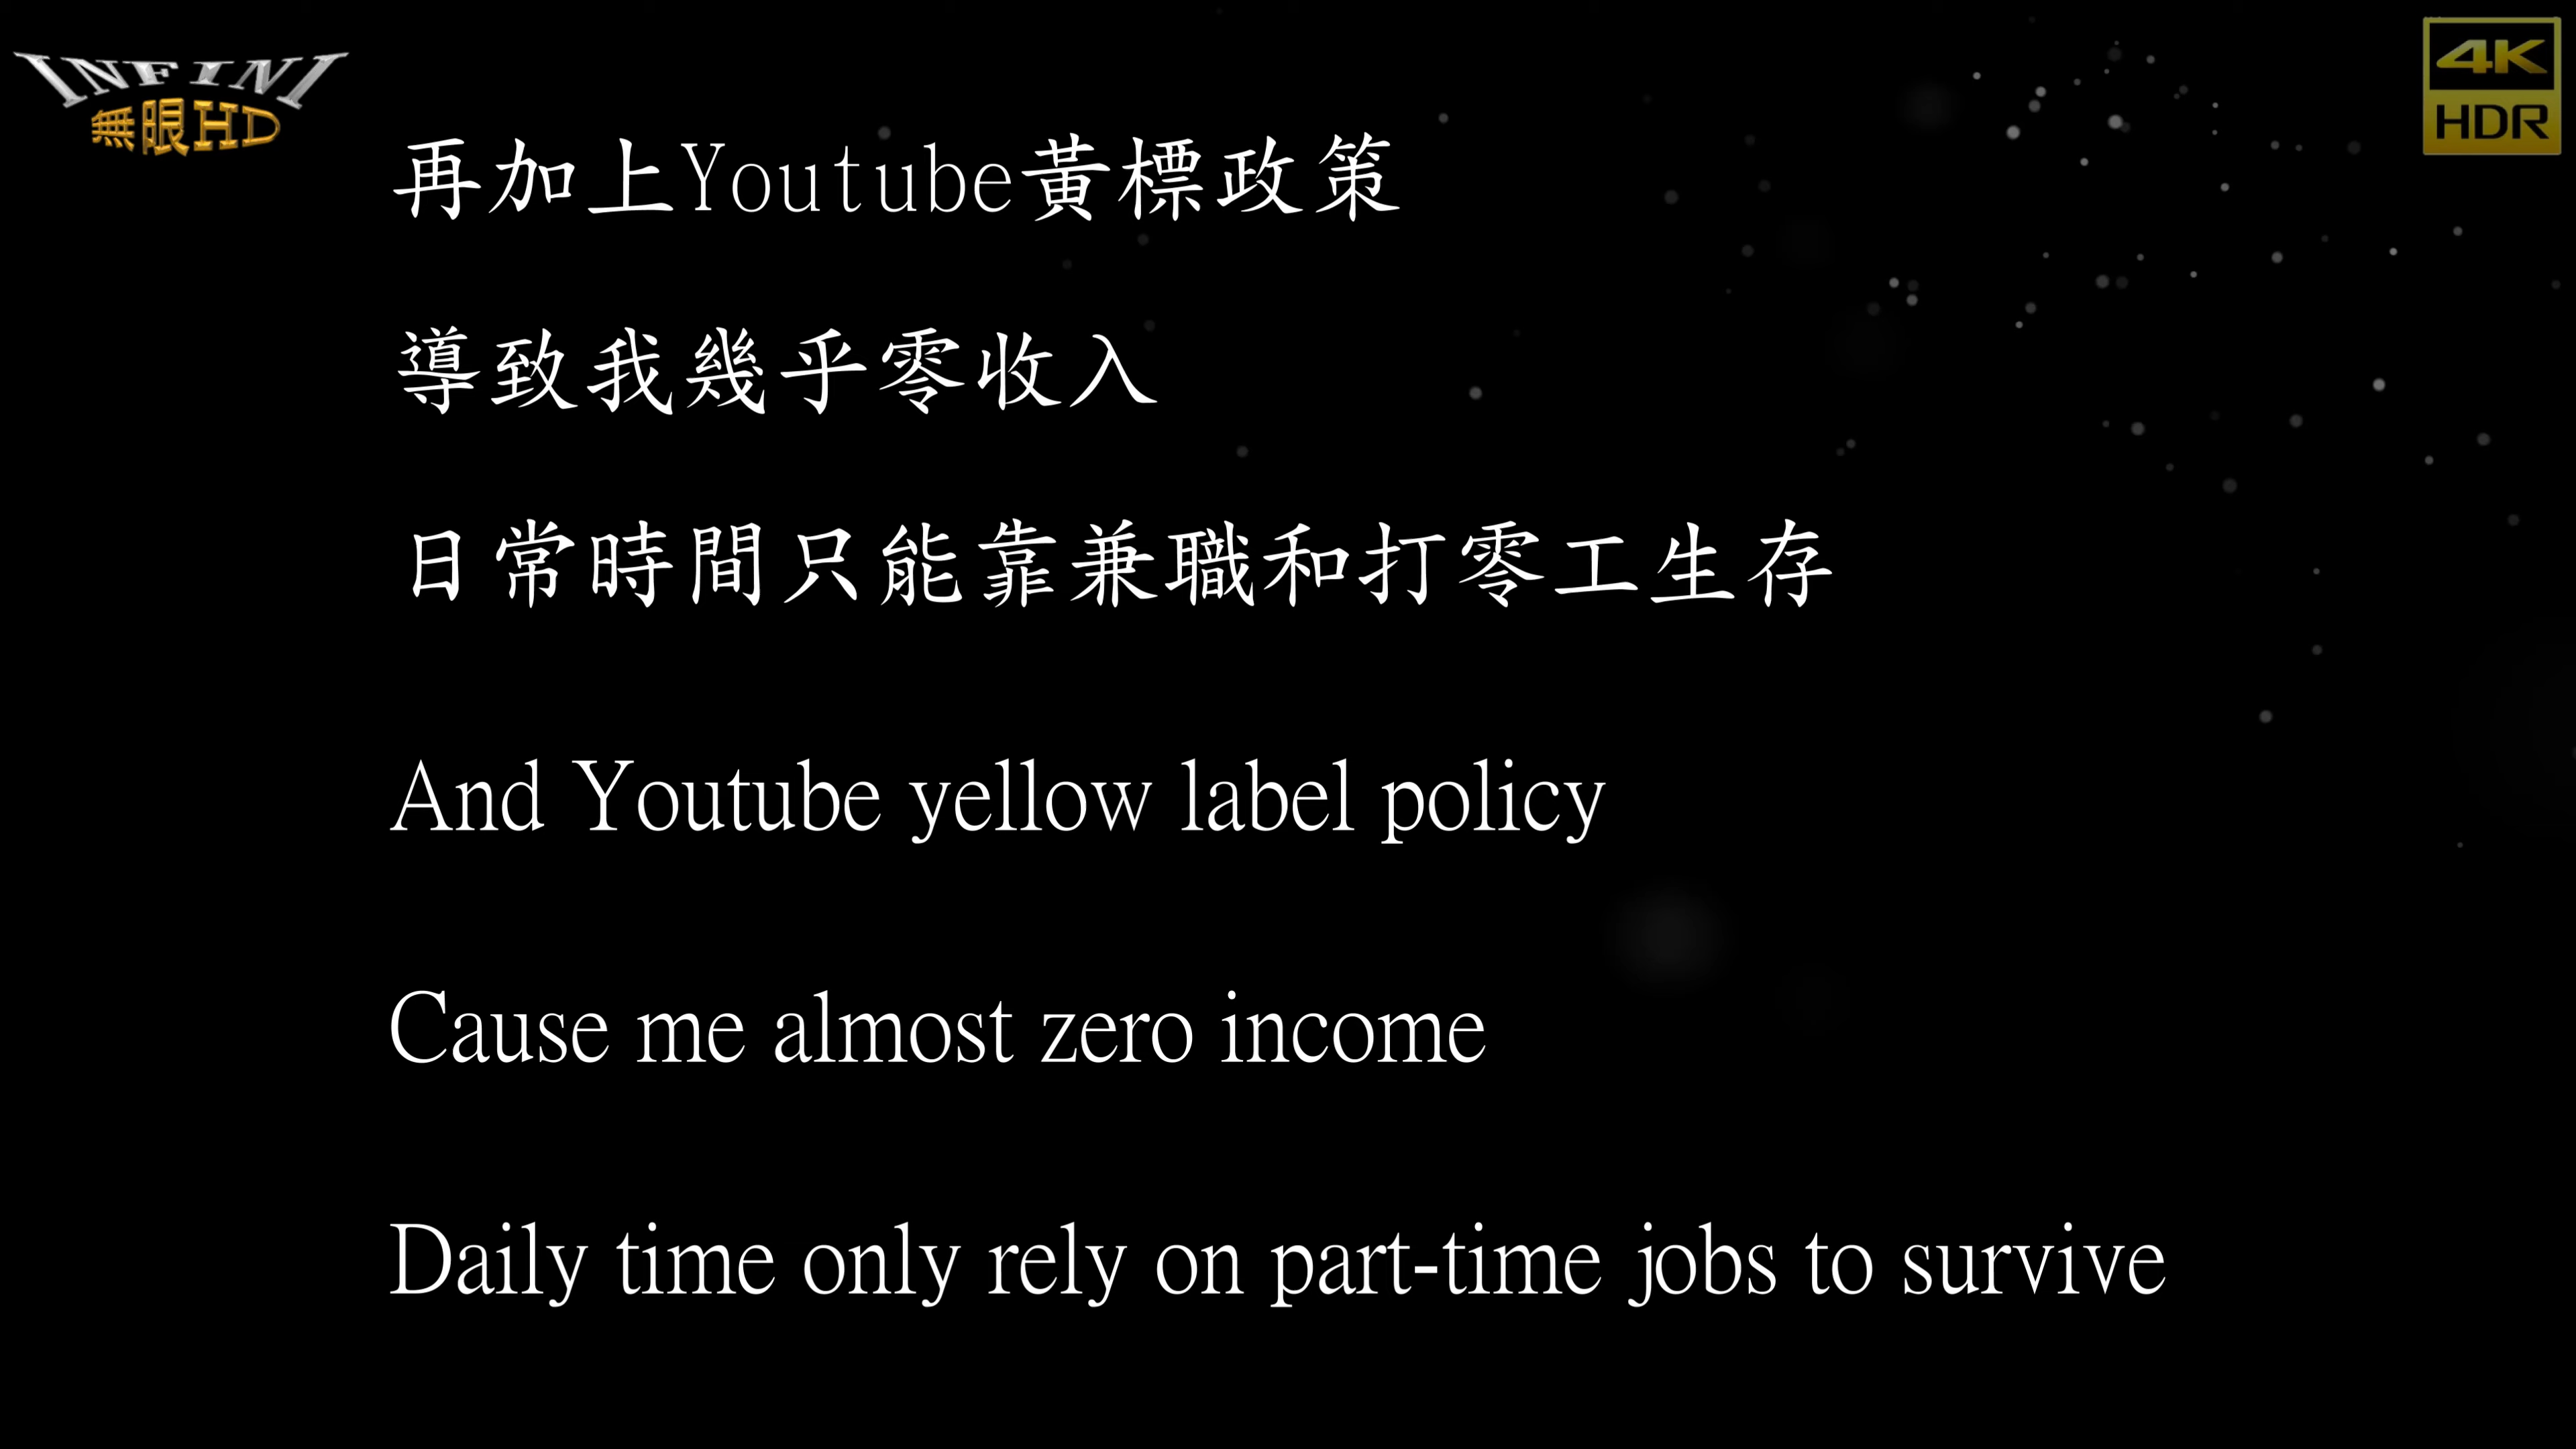 INFINI
無限HD
4K
HDR
再加上Youtube黃標政策
導致我幾乎零收入
日常時間只能靠兼職和打零工生存
And Youtube yellow label policy
Cause me almost zero income
Daily time only rely on part-time jobs to survive